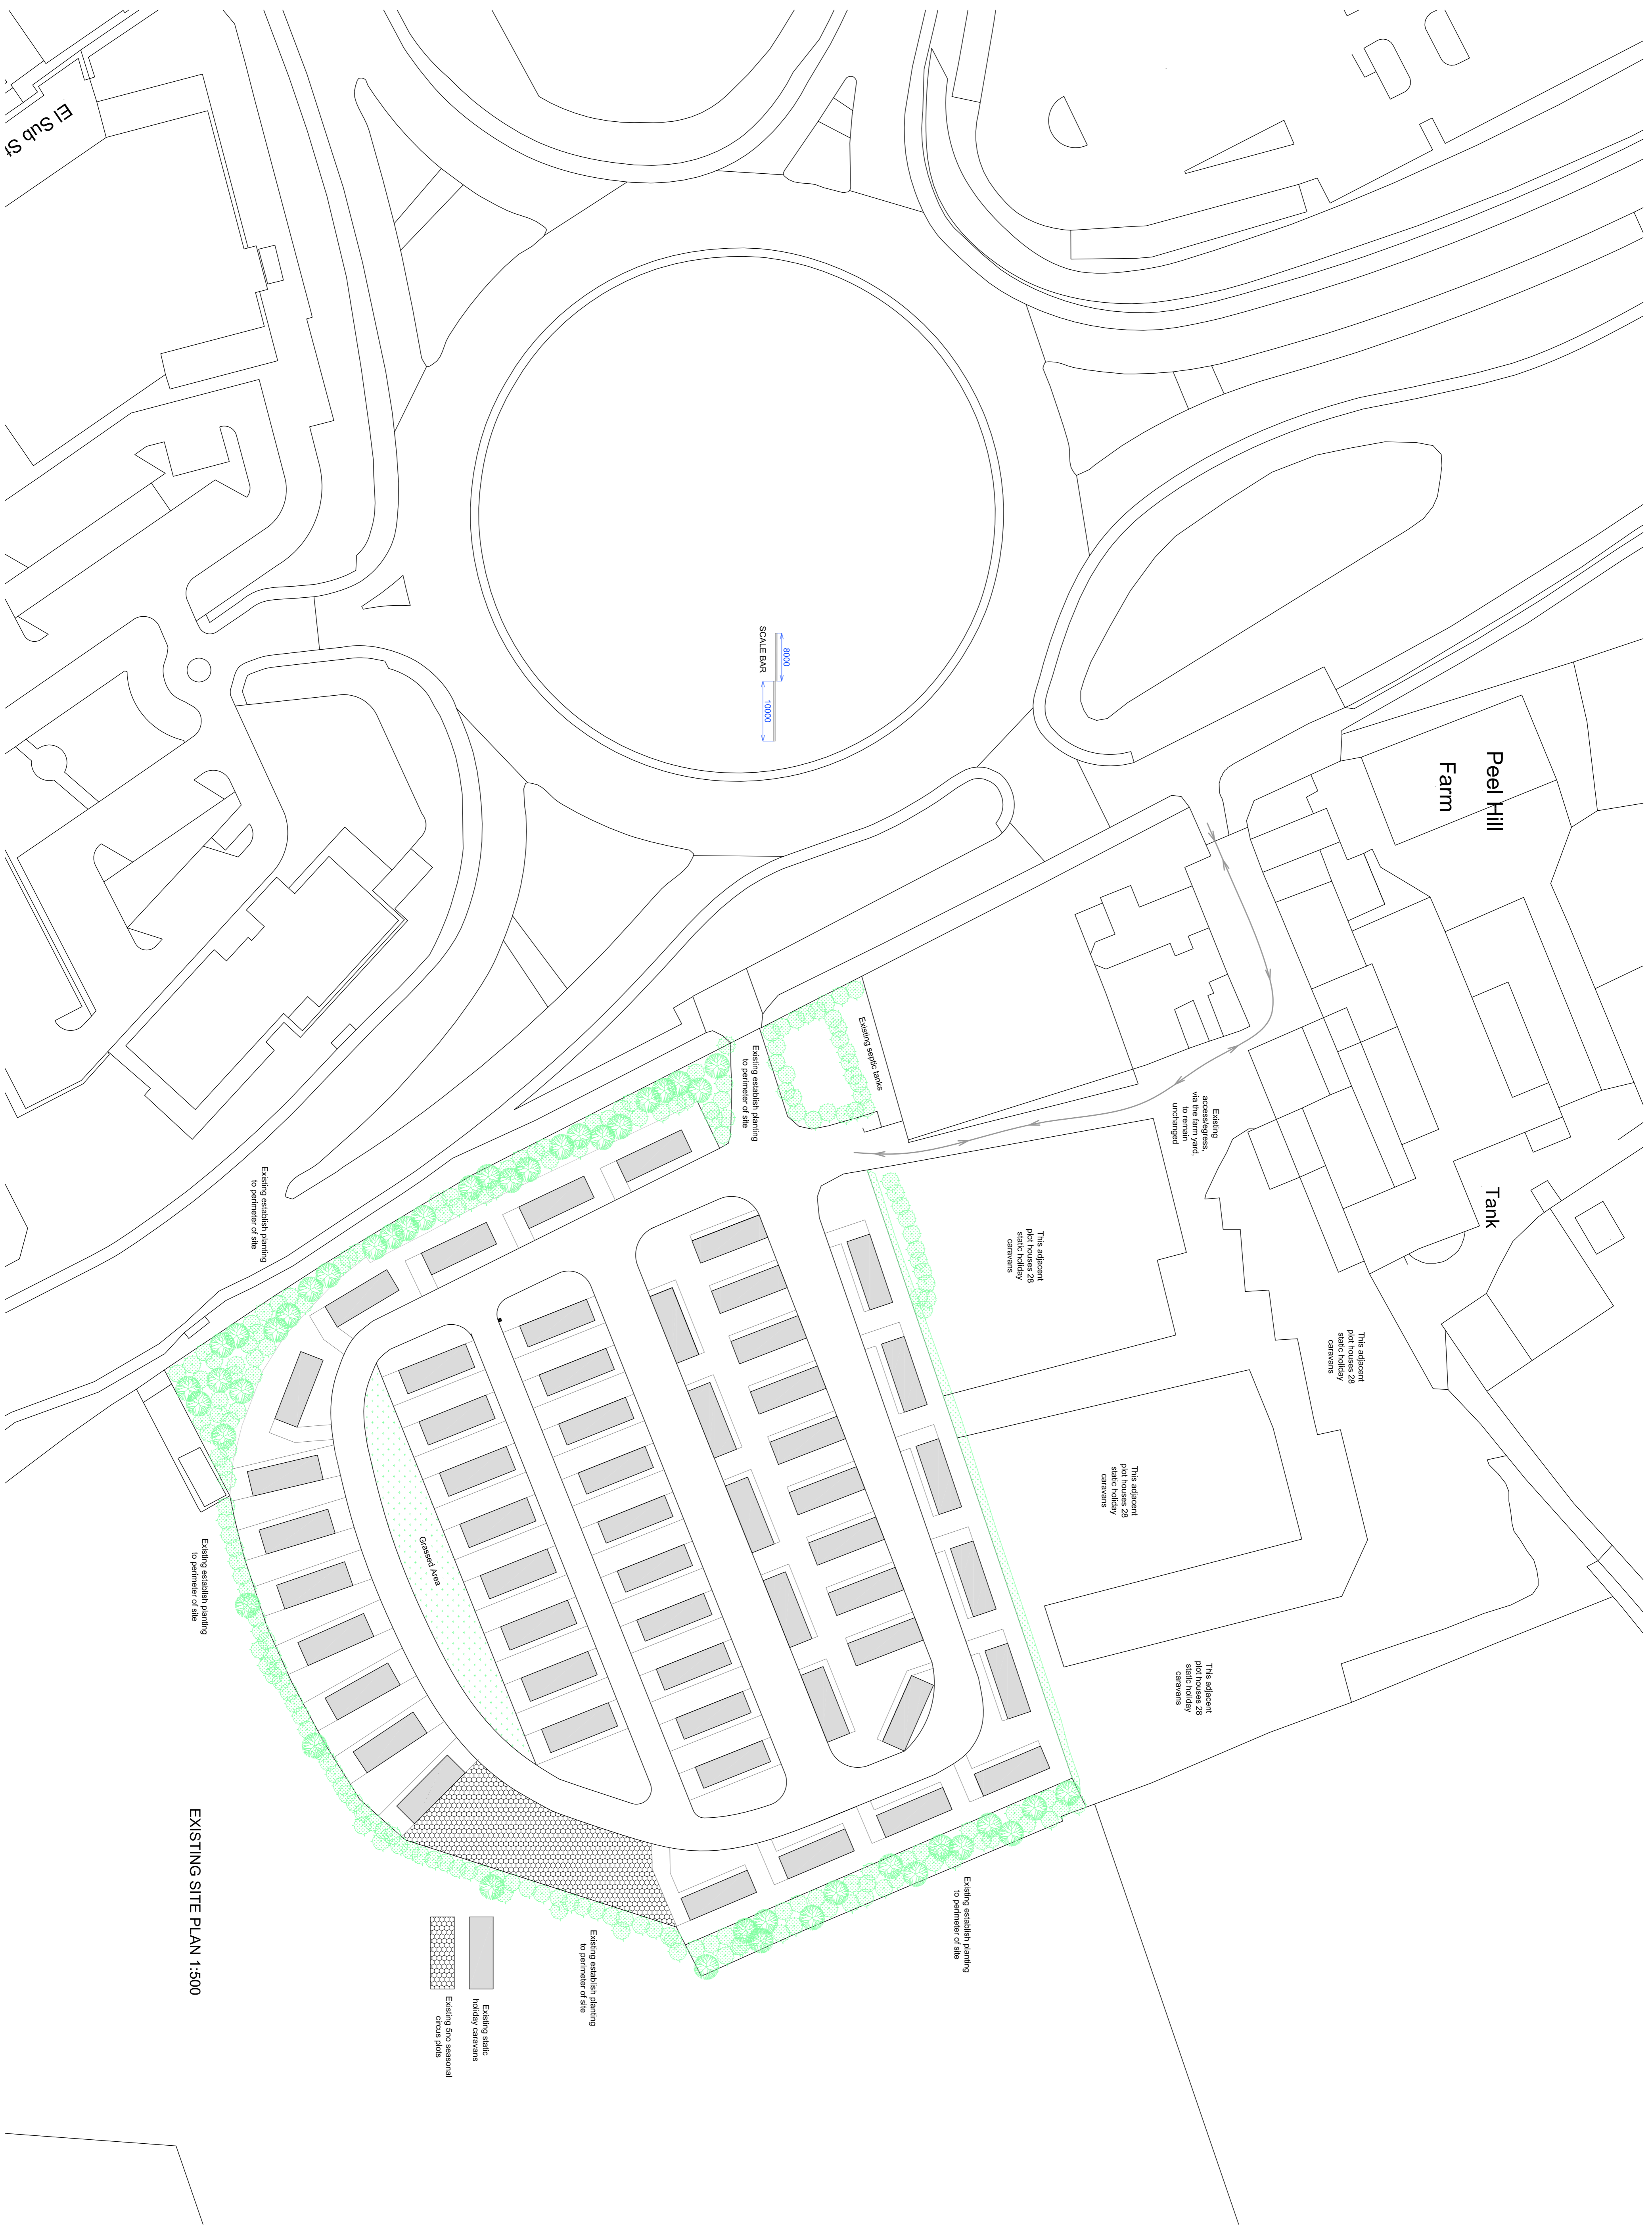 El Sub St
8000
SCALE BAR
10000
Peel Hill
Farm
Existing septic tanks
Existing establish planting
to perimeter of site
Existing
access/egress,
via the farm yard,
to remain
unchanged
Tank
Existing establish planting
to perimeter of site
This adjacent
plot houses 28
static holiday
caravans
This adjacent
plot houses 28
static holiday
caravans
This adjacent
plot houses 28
static holiday
caravans
This adjacent
plot houses 28
static holiday
caravans
Grassed Area
Existing establish planting
to perimeter of site
EXISTING SITE PLAN 1:500
Existing establish planting
to perimeter of site
Existing establish planting
to perimeter of site
Existing static
holiday caravans
Existing 5no seasonal
circus plots